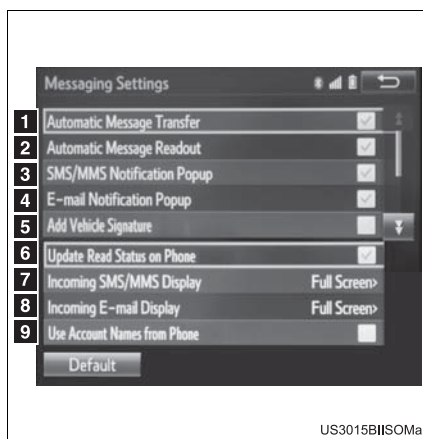 Messaging Settings
1 Automatic Message Transfer
2 Automatic Message Readout
3 SMS/MMS Notification Popup
4 E-mail Notification Popup
5 Add Vehicle Signature
6 Update Read Status on Phone
7 Incoming SMS/MMS Display Full Screen>
8 Incoming E-mail Display Full Screen>
9 Use Account Names from Phone
Default
US3015BIISOMa